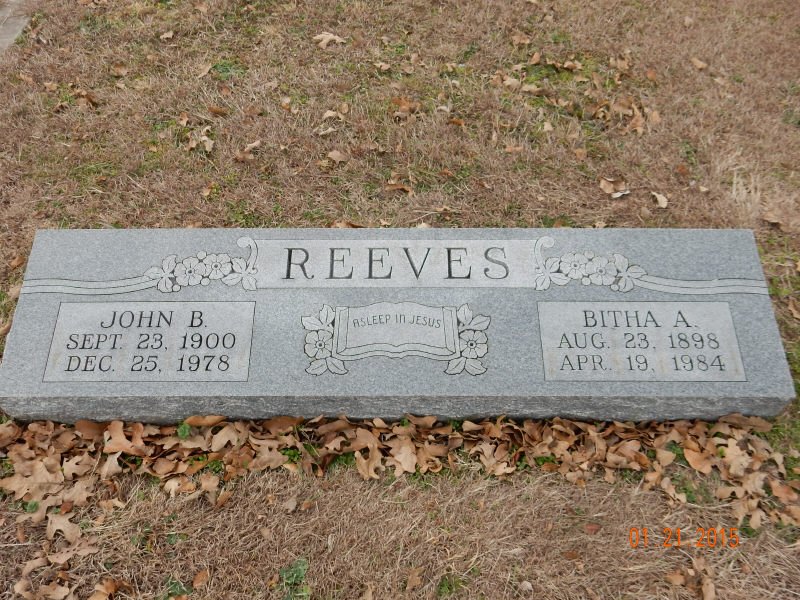 REEVES
JOHN B.
SEPT. 23, 1900
DEC. 25, 1978
ASLEEP IN JESUS
BITHA A.
AUG. 23, 1898
APR. 19, 1984
01.21.2015